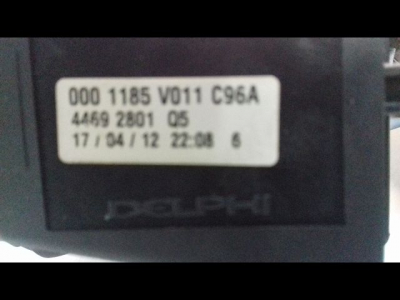 000 1185 V011 C96A
4469 2801 Q5
17 / 04 / 12 22:08 6
DELPHI